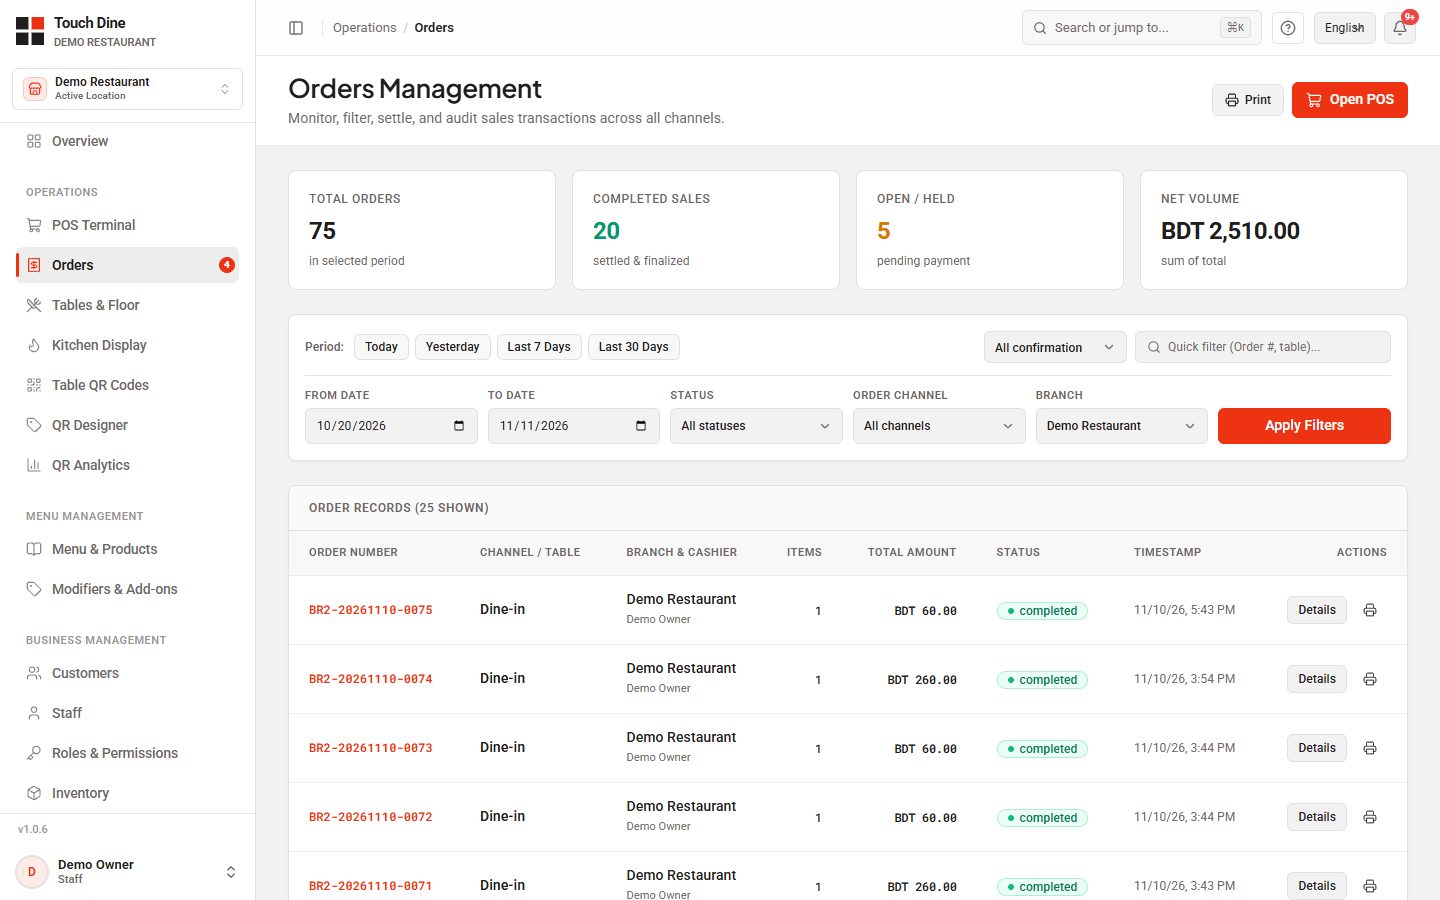 Touch Dine
DEMO RESTAURANT
Demo Restaurant
Active Location
Overview
OPERATIONS
POS Terminal
Orders 4
Tables & Floor
Kitchen Display
Table QR Codes
QR Designer
QR Analytics
MENU MANAGEMENT
Menu & Products
Modifiers & Add-ons
BUSINESS MANAGEMENT
Customers
Staff
Roles & Permissions
Inventory
v1.0.6
D
Demo Owner
Staff
Operations / Orders
Search or jump to... ⌘K
English
9+
Orders Management
Monitor, filter, settle, and audit sales transactions across all channels.
Print
Open POS
TOTAL ORDERS
75
in selected period
COMPLETED SALES
20
settled & finalized
OPEN / HELD
5
pending payment
NET VOLUME
BDT 2,510.00
sum of total
Period: Today Yesterday Last 7 Days Last 30 Days
All confirmation
Quick filter (Order #, table)...
FROM DATE TO DATE STATUS ORDER CHANNEL BRANCH
10/20/2026 11/11/2026 All statuses All channels Demo Restaurant Apply Filters
ORDER RECORDS (25 SHOWN)
ORDER NUMBER CHANNEL / TABLE BRANCH & CASHIER ITEMS TOTAL AMOUNT STATUS TIMESTAMP ACTIONS
BR2-20261110-0075 Dine-in Demo Restaurant 1 BDT 60.00 completed 11/10/26, 5:43 PM Details
Demo Owner
BR2-20261110-0074 Dine-in Demo Restaurant 1 BDT 260.00 completed 11/10/26, 3:54 PM Details
Demo Owner
BR2-20261110-0073 Dine-in Demo Restaurant 1 BDT 60.00 completed 11/10/26, 3:44 PM Details
Demo Owner
BR2-20261110-0072 Dine-in Demo Restaurant 1 BDT 60.00 completed 11/10/26, 3:44 PM Details
Demo Owner
BR2-20261110-0071 Dine-in Demo Restaurant 1 BDT 260.00 completed 11/10/26, 3:43 PM Details
Demo Owner